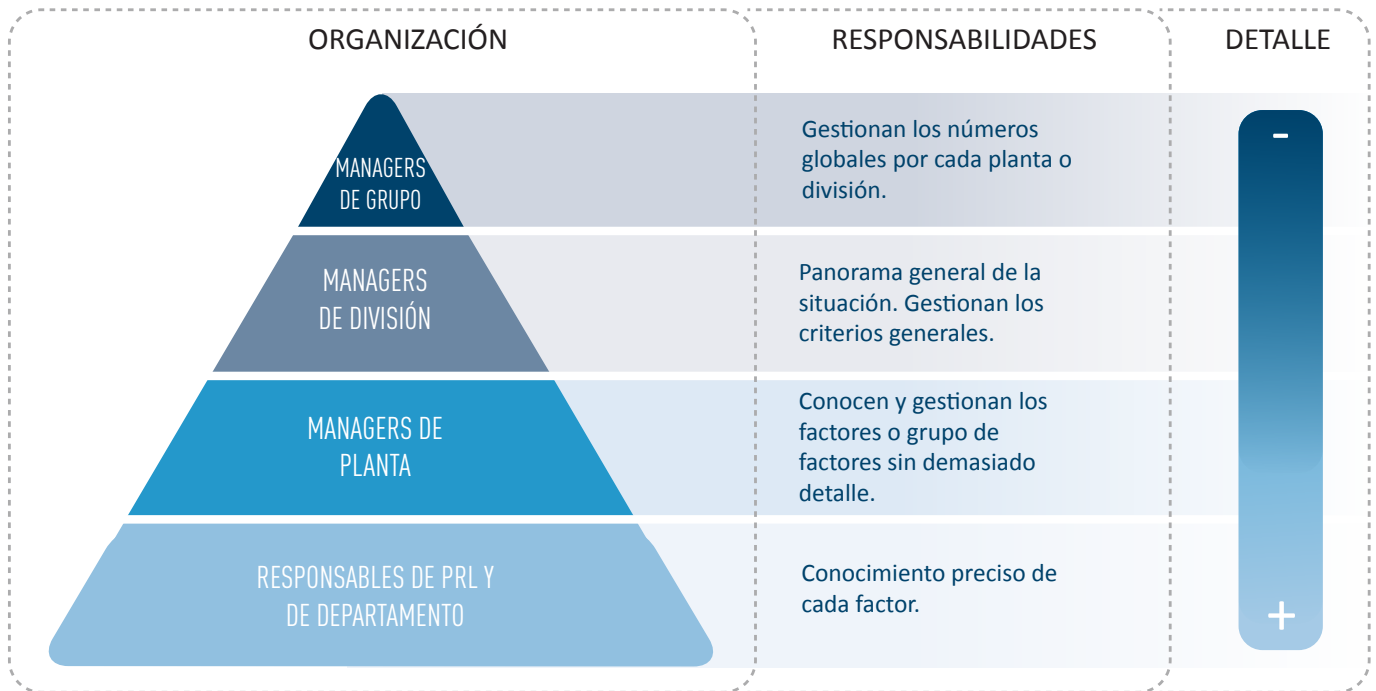 ORGANIZACIÓN
RESPONSABILIDADES
DETALLE
MANAGERS
DE GRUPO
Gestionan los números
globales por cada planta o
división.
-
MANAGERS
DE DIVISIÓN
Panorama general de la
situación. Gestionan los
criterios generales.
MANAGERS DE
PLANTA
Conocen y gestionan los
factores o grupo de
factores sin demasiado
detalle.
RESPONSABLES DE PRL Y
DE DEPARTAMENTO
Conocimiento preciso de
cada factor.
+